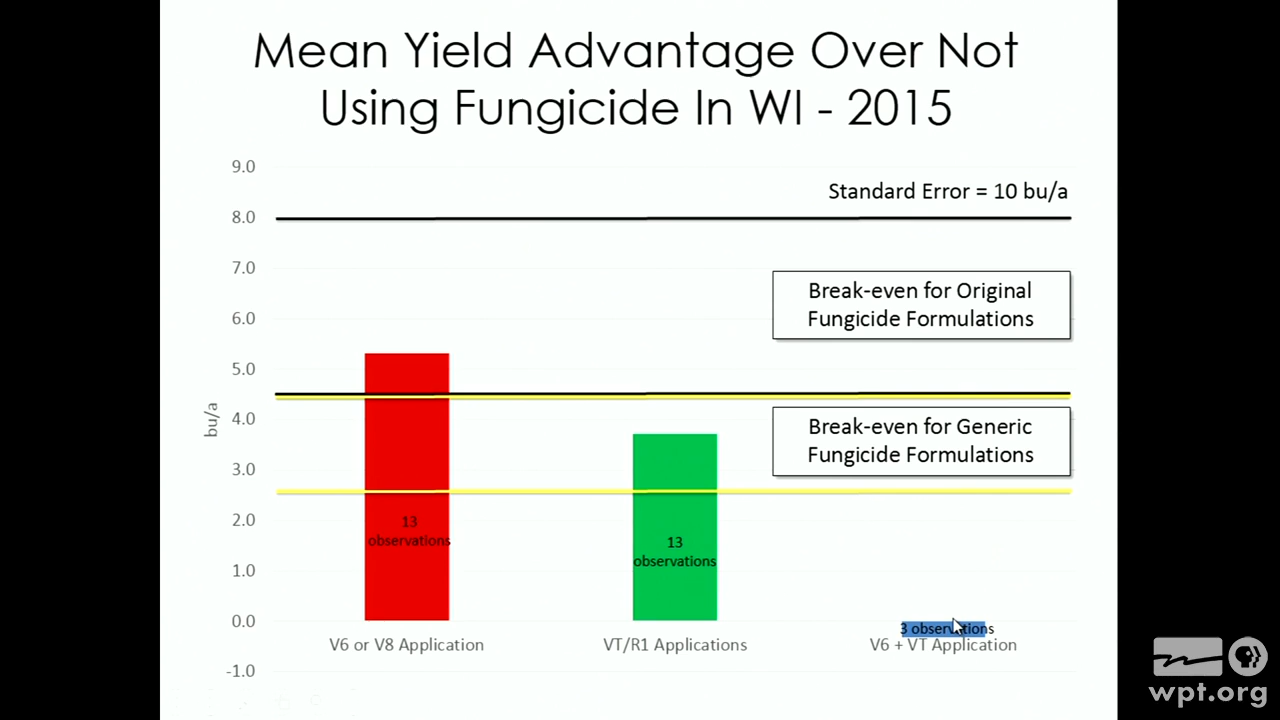 Mean Yield Advantage Over Not
Using Fungicide In WI - 2015
9.0
Standard Error = 10 bu/a
8.0
7.0
Break-even for Original
Fungicide Formulations
6.0
5.0
bu/a
4.0
Break-even for Generic
Fungicide Formulations
3.0
2.0
13
observations
13
observations
1.0
0.0
3 observations
V6 or V8 Application
VT/R1 Applications
V6 + VT Application
-1.0
wpt.org